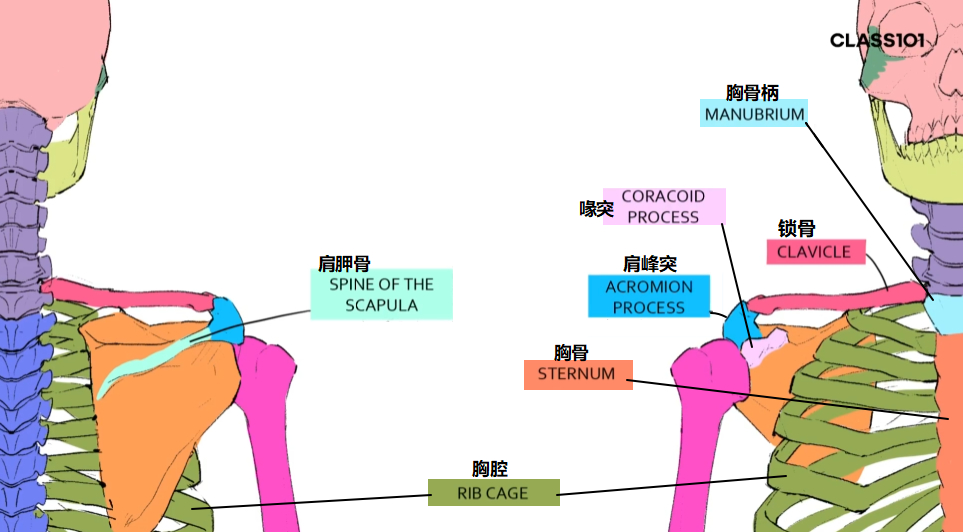 CLASS101
胸骨柄
MANUBRIUM
喙突
CORACOID
PROCESS
锁骨
CLAVICLE
肩胛骨
SPINE OF THE
SCAPULA
肩峰突
ACROMION
PROCESS
胸骨
STERNUM
胸腔
RIB CAGE